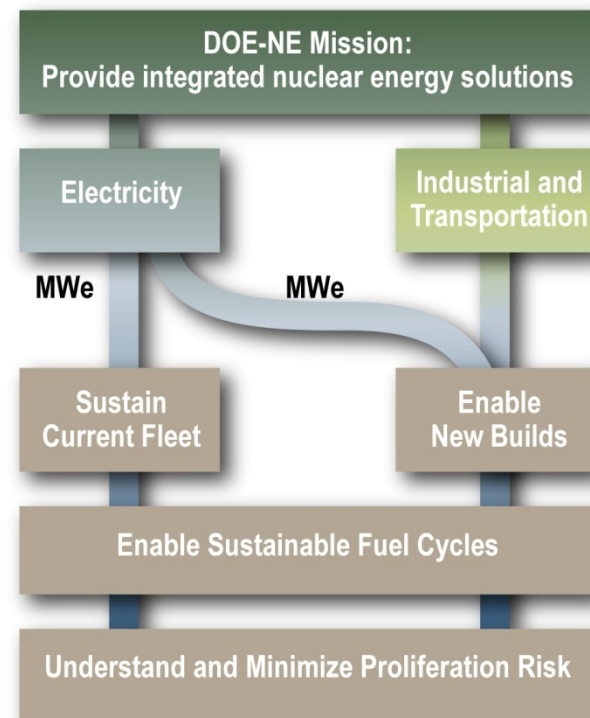 DOE-NE Mission:
Provide integrated nuclear energy solutions
Electricity
Industrial and
Transportation
MWe
MWe
Sustain
Current Fleet
Enable
New Builds
Enable Sustainable Fuel Cycles
Understand and Minimize Proliferation Risk